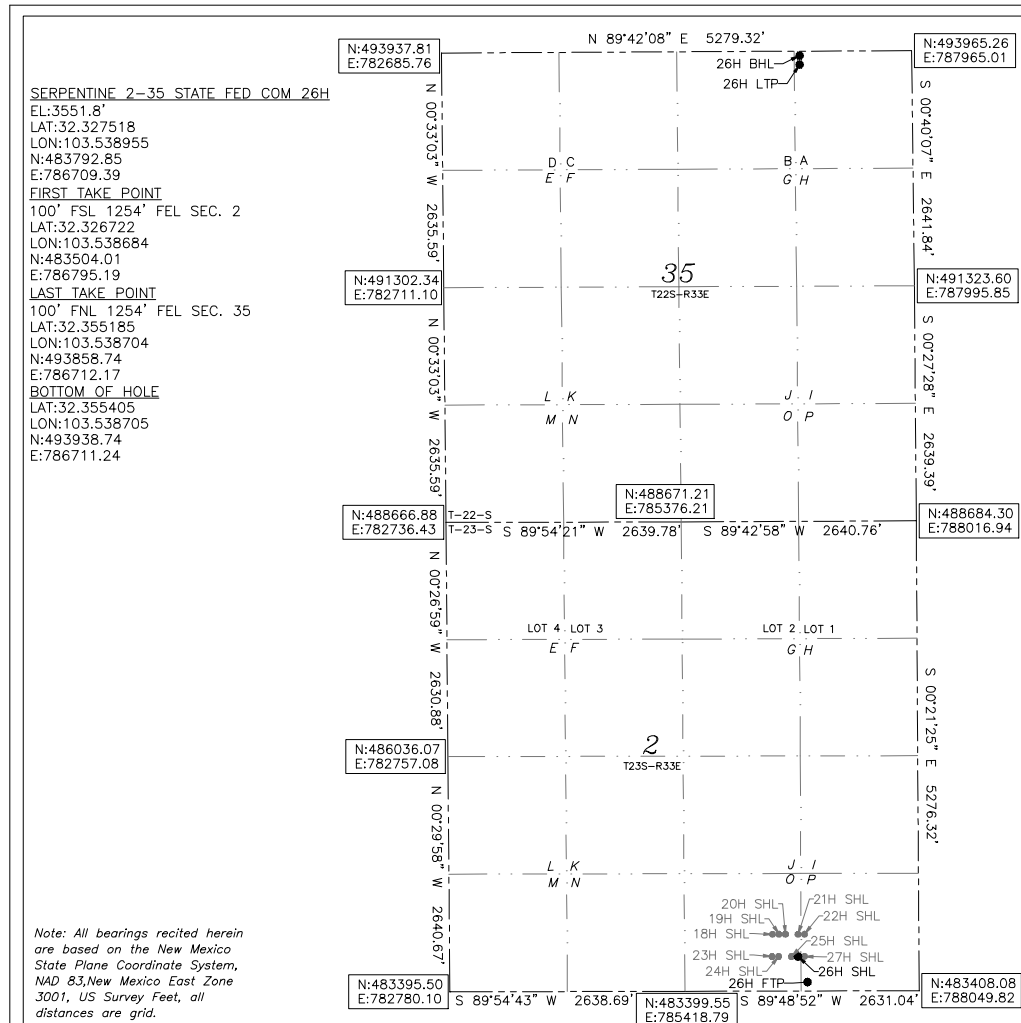 N 89°42'08" E 5279.32'
N:493937.81
E:782685.76
N:493965.26
E:787965.01
26H BHL
26H LTP
SERPENTINE 2-35 STATE FED COM 26H
EL:3551.8'
LAT:32.327518
LON:103.538955
N:483792.85
E:786709.39
FIRST TAKE POINT
100' FSL 1254' FEL SEC. 2
LAT:32.326722
LON:103.538684
N:483504.01
E:786795.19
LAST TAKE POINT
100' FNL 1254' FEL SEC. 35
LAT:32.355185
LON:103.538704
N:493858.74
E:786712.17
BOTTOM OF HOLE
LAT:32.355405
LON:103.538705
N:493938.74
E:786711.24
N 00°33'03" W 2635.59'
S 00°40'07" E 2641.84'
D C
E F
B A
G H
35
T22S-R33E
N:491302.34
E:782711.10
N:491323.60
E:787995.85
N 00°33'03" W 2635.59'
S 00°27'28" E 2639.39'
L K
M N
J I
O P
N:488671.21
E:785376.21
N:488666.88
E:782736.43
T-22-S
T-23-S
S 89°54'21" W 2639.78'
S 89°42'58" W 2640.76'
N:488684.30
E:788016.94
N 00°26'59" W 2630.88'
S 00°21'25" E 5276.32'
LOT 4 LOT 3
E F
LOT 2 LOT 1
G H
2
T23S-R33E
N:486036.07
E:782757.08
N 00°29'58" W 2640.67'
L K
M N
J I
O P
20H SHL
21H SHL
19H SHL
22H SHL
18H SHL
25H SHL
23H SHL
27H SHL
24H SHL
26H SHL
26H FTP
Note: All bearings recited herein
are based on the New Mexico
State Plane Coordinate System,
NAD 83,New Mexico East Zone
3001, US Survey Feet, all
distances are grid.
N:483395.50
E:782780.10
S 89°54'43" W 2638.69'
N:483399.55
E:785418.79
S 89°48'52" W 2631.04'
N:483408.08
E:788049.82